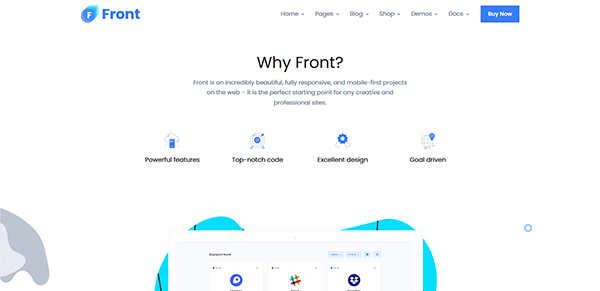 Front
Home Pages Blog Shop Demos Docs Buy Now
Why Front?
Front is an incredibly beautiful, fully responsive, and mobile-first projects
on the web – it is the perfect starting point for any creative and
professional sites.
Powerful features Top-notch code Excellent design Goal driven